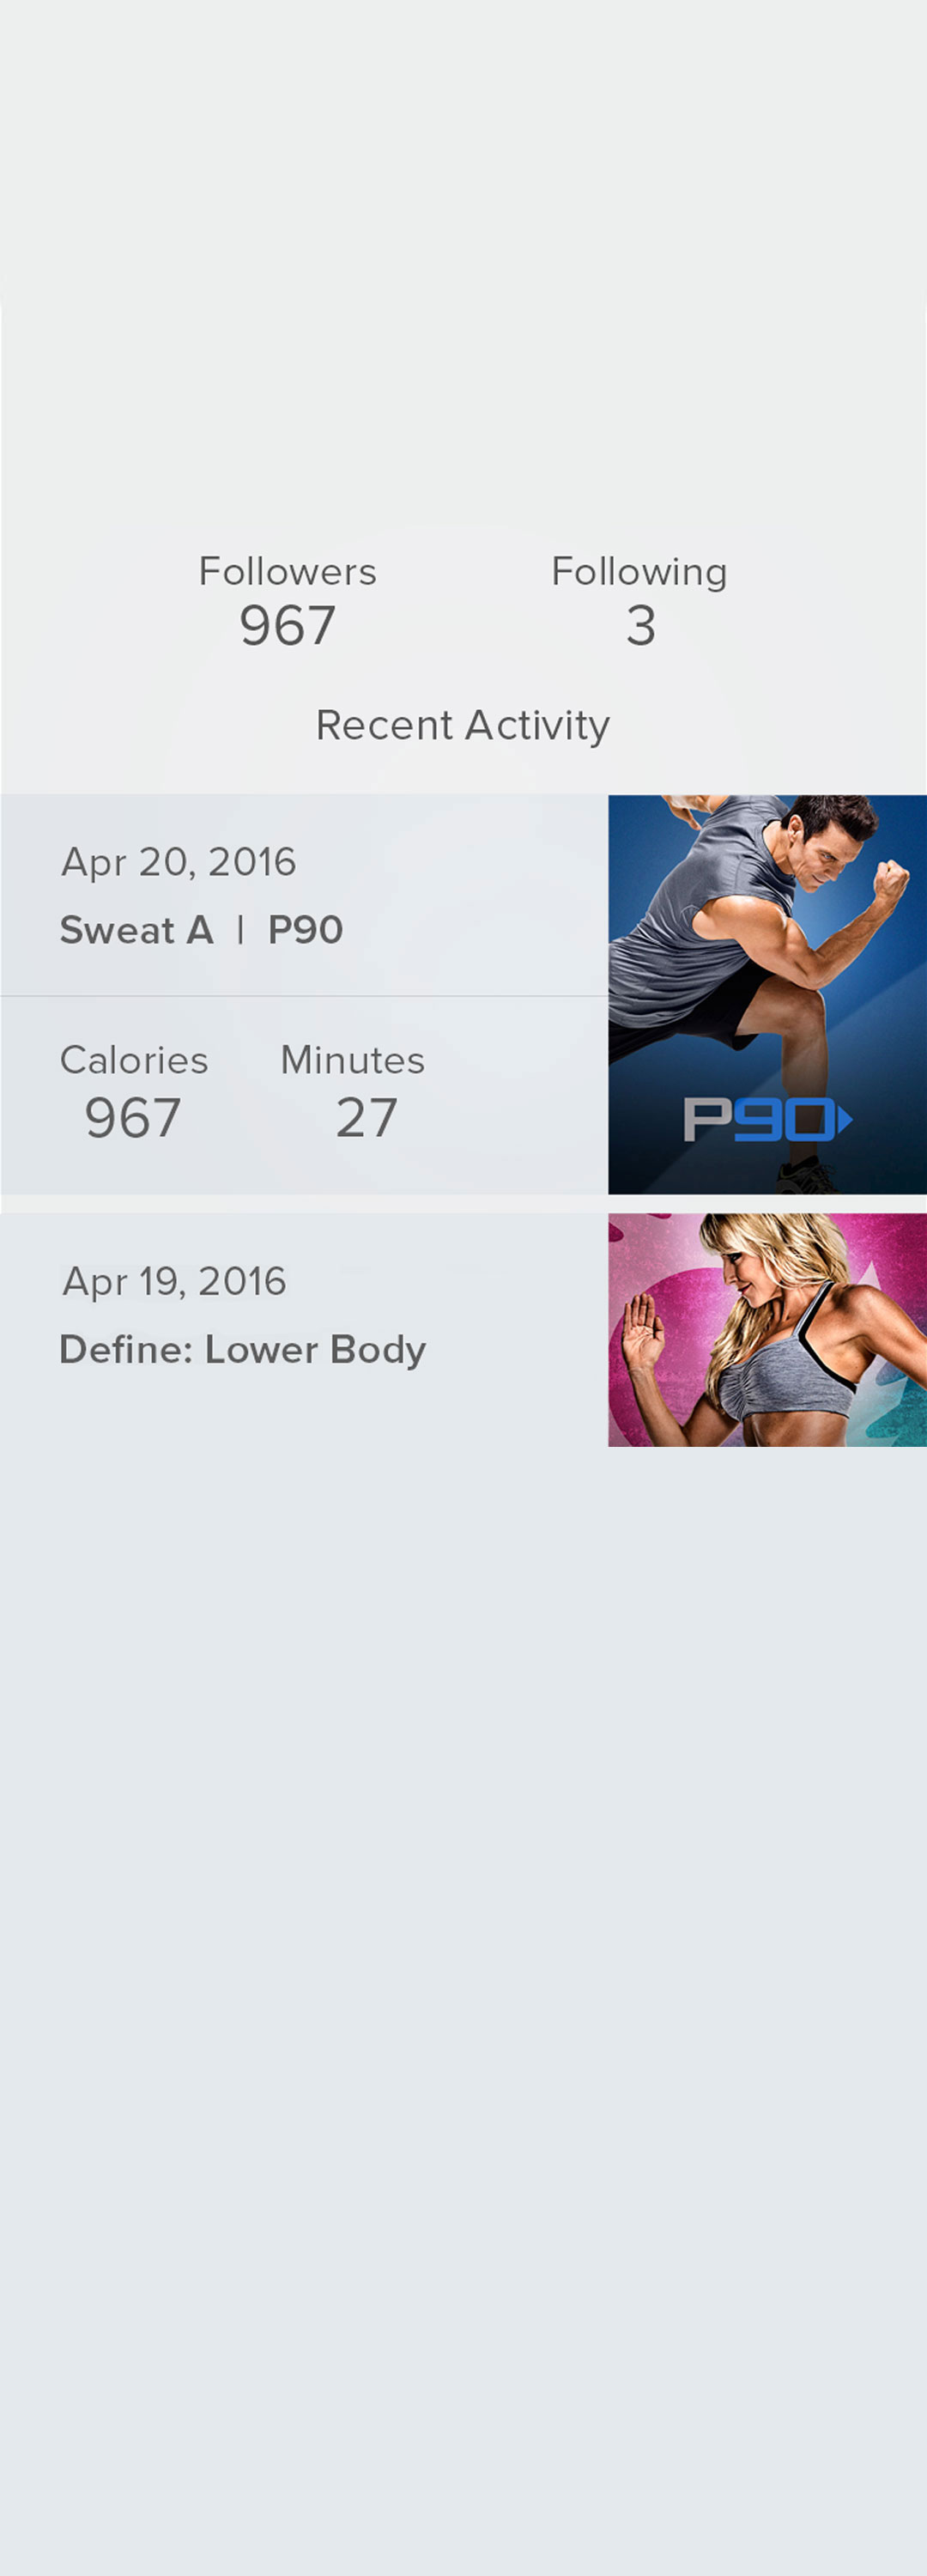 Followers Following
967 3
Recent Activity
Apr 20, 2016
Sweat A | P90
Calories Minutes
967 27
P90
Apr 19, 2016
Define: Lower Body